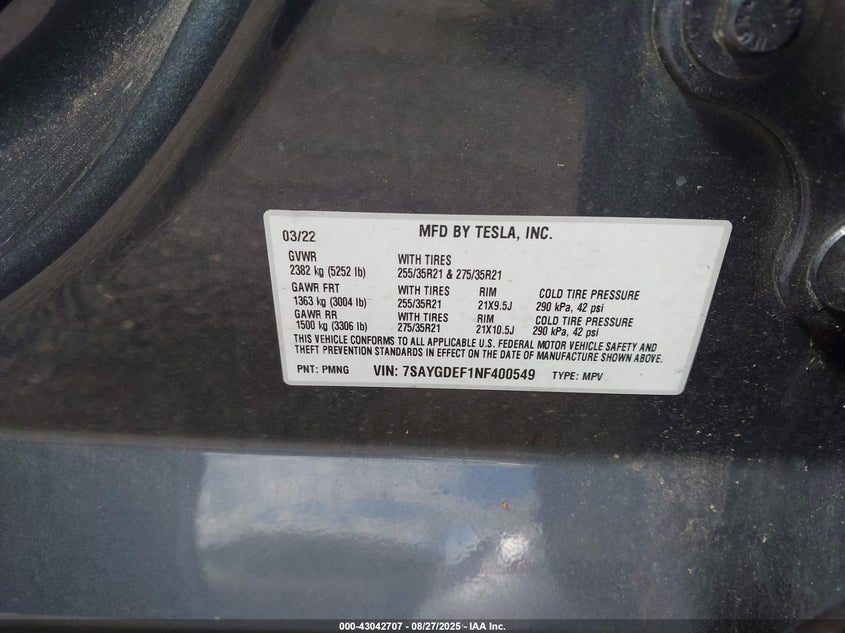 03/22 MFD BY TESLA, INC.
GVWR WITH TIRES
2382 kg (5252 lb) 255/35R21 & 275/35R21
GAWR FRT WITH TIRES RIM COLD TIRE PRESSURE
1363 kg (3004 lb) 255/35R21 21X9.5J 290 kPa, 42 psi
GAWR RR WITH TIRES RIM COLD TIRE PRESSURE
1500 kg (3306 lb) 275/35R21 21X10.5J 290 kPa, 42 psi
THIS VEHICLE CONFORMS TO ALL APPLICABLE U.S. FEDERAL MOTOR VEHICLE SAFETY AND
THEFT PREVENTION STANDARDS IN EFFECT ON THE DATE OF MANUFACTURE SHOWN ABOVE.
PNT: PMNG VIN: 7SAYGDEF1NF400549 TYPE: MPV
000-43042707 - 08/27/2025 - IAA Inc.